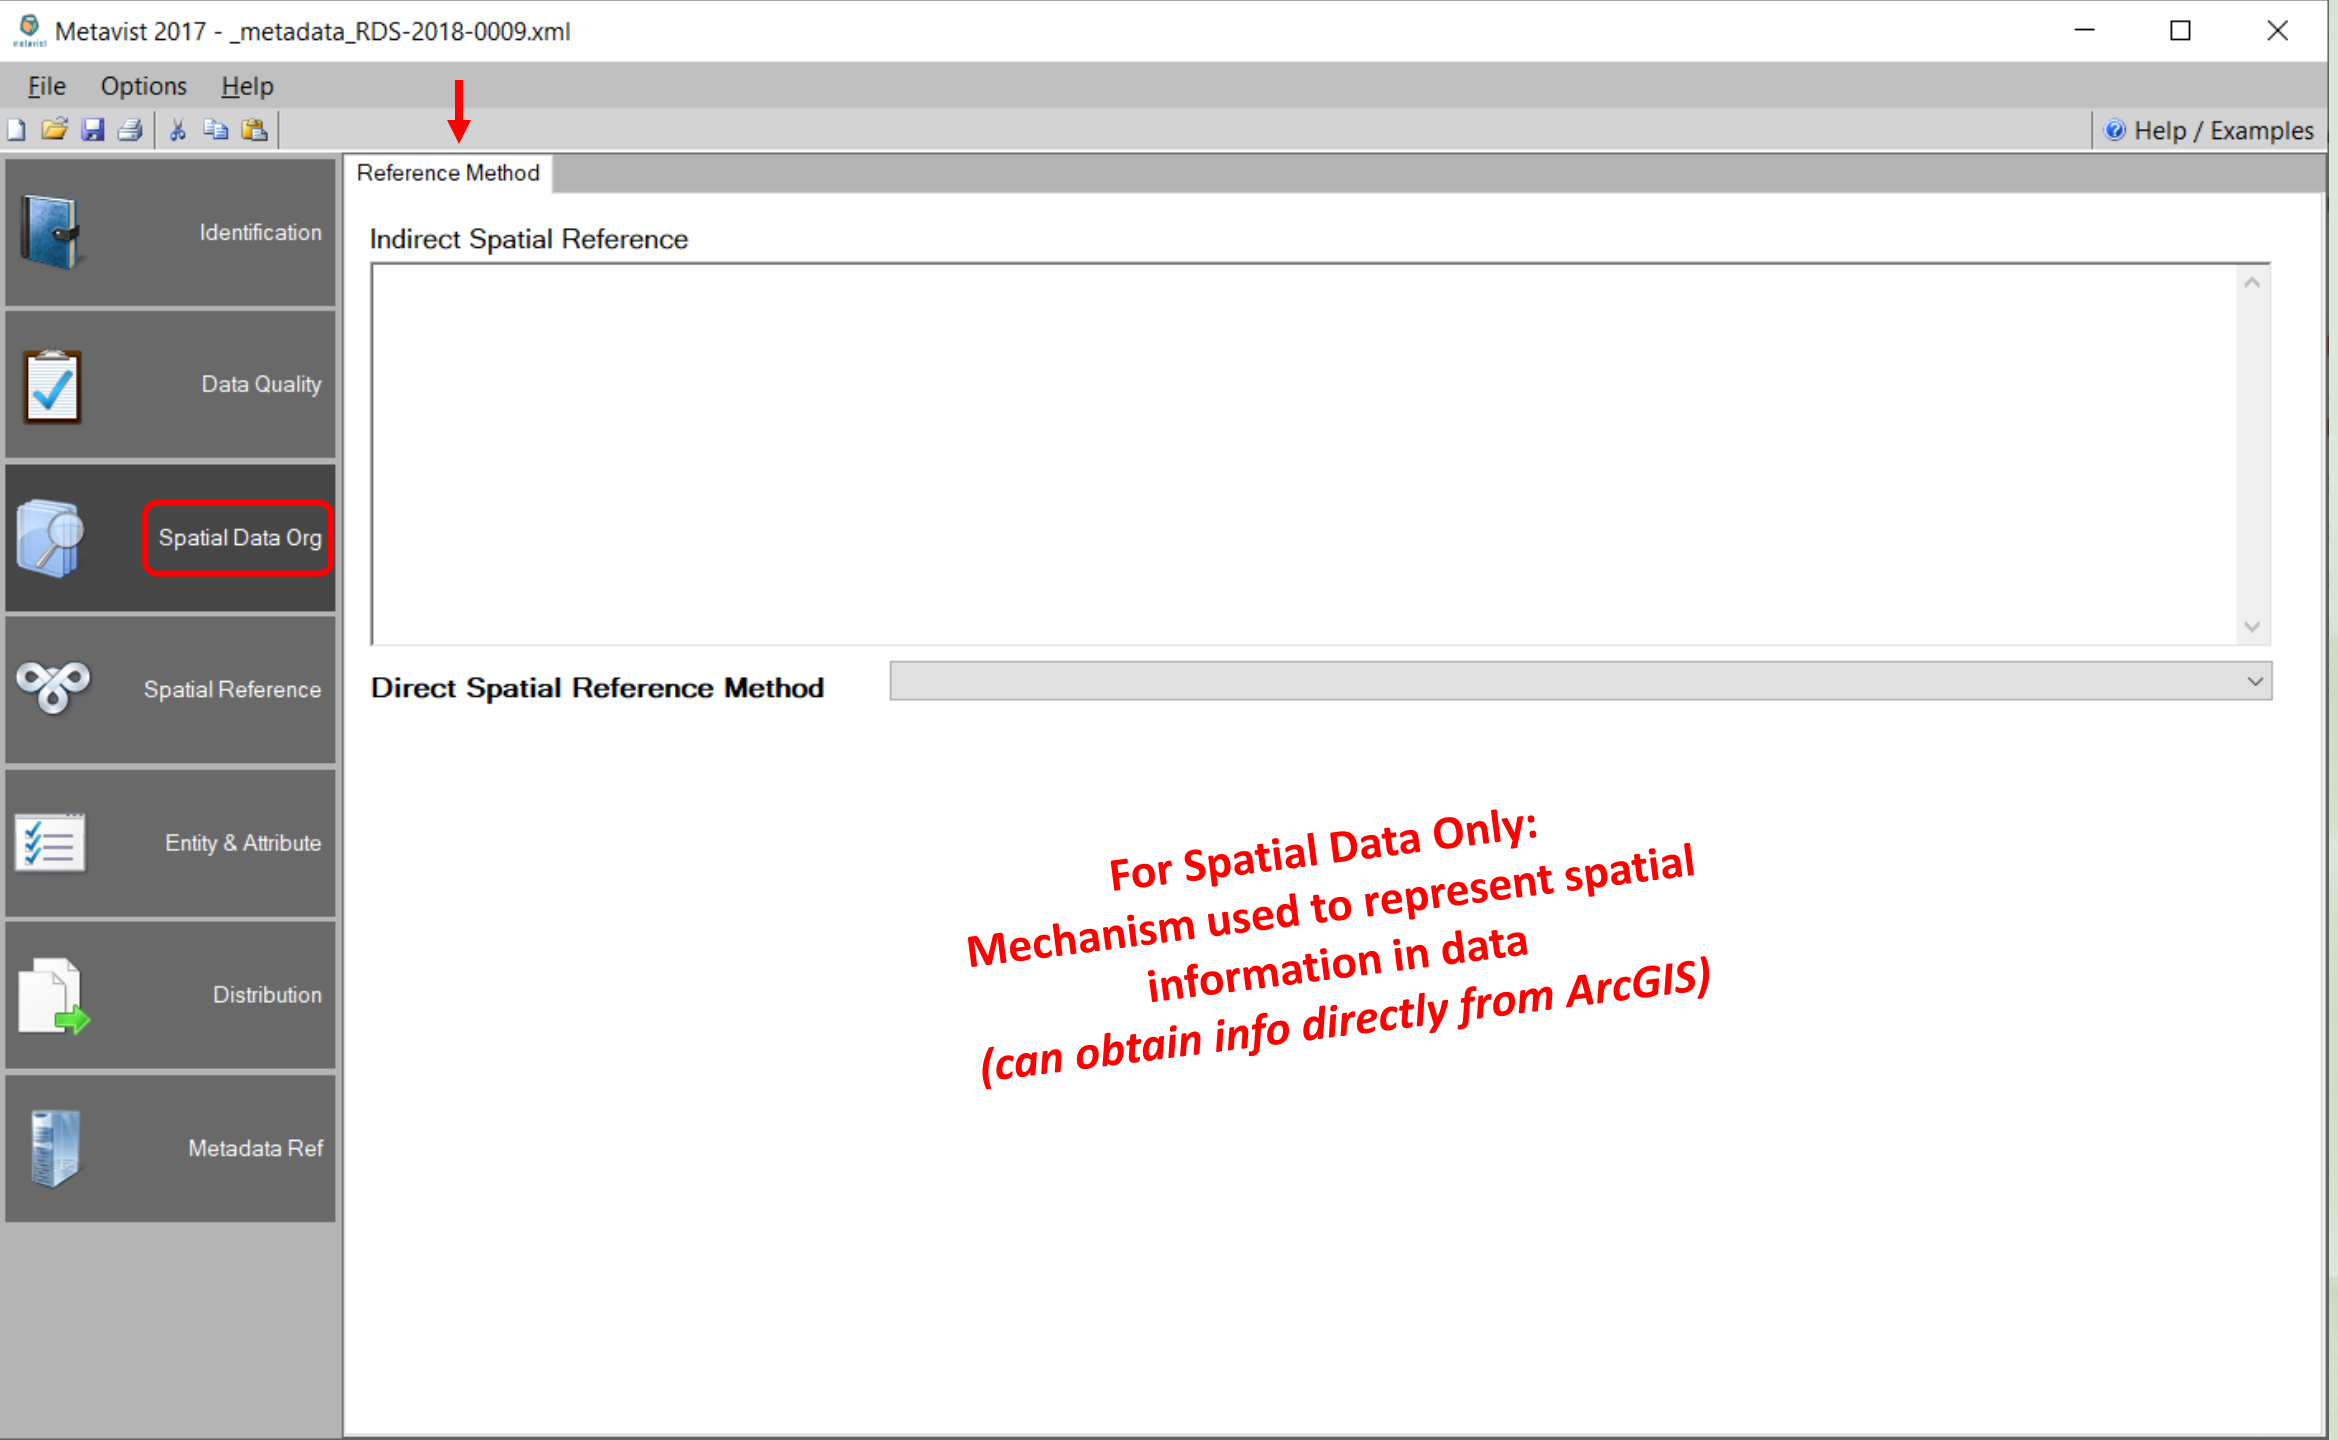 Metavist 2017 - _metadata_RDS-2018-0009.xml
File Options Help
Help / Examples
Reference Method
Identification
Indirect Spatial Reference
Data Quality
Spatial Data Org
Spatial Reference
Direct Spatial Reference Method
Entity & Attribute
For Spatial Data Only:
Mechanism used to represent spatial
information in data
(can obtain info directly from ArcGIS)
Distribution
Metadata Ref